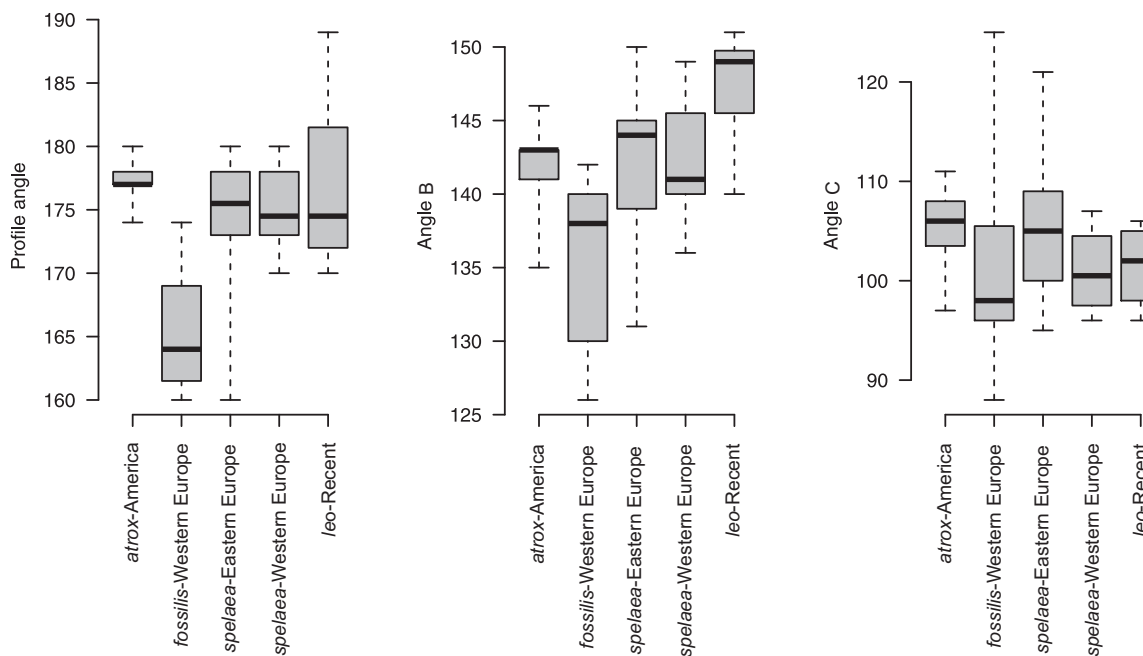 Profile angle
190
185
180
175
170
165
160
atrox-America
fossilis-Western Europe
spelaea-Eastern Europe
spelaea-Western Europe
leo-Recent
Angle B
150
145
140
135
130
125
atrox-America
fossilis-Western Europe
spelaea-Eastern Europe
spelaea-Western Europe
leo-Recent
Angle C
120
110
100
90
atrox-America
fossilis-Western Europe
spelaea-Eastern Europe
spelaea-Western Europe
leo-Recent